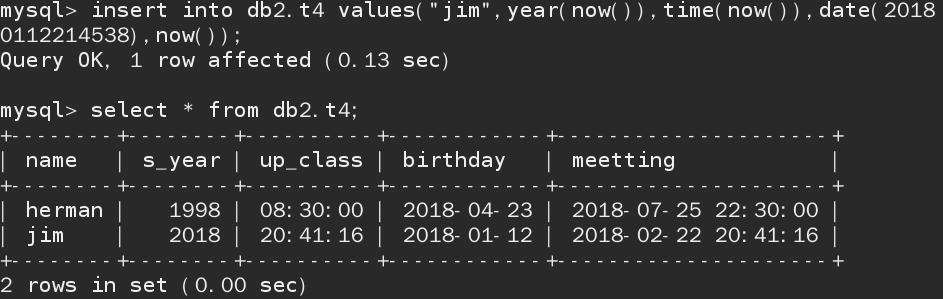 mysql> insert into db2.t4 values("jim",year(now()),time(now()),date(2018
0112214538),now());
Query OK, 1 row affected (0.13 sec)
mysql> select * from db2.t4;
+--------+--------+----------+------------+---------------------+
| name   | s_year | up_class | birthday   | meetting            |
+--------+--------+----------+------------+---------------------+
| herman |   1998 | 08:30:00 | 2018-04-23 | 2018-07-25 22:30:00 |
| jim    |   2018 | 20:41:16 | 2018-01-12 | 2018-02-22 20:41:16 |
+--------+--------+----------+------------+---------------------+
2 rows in set (0.00 sec)